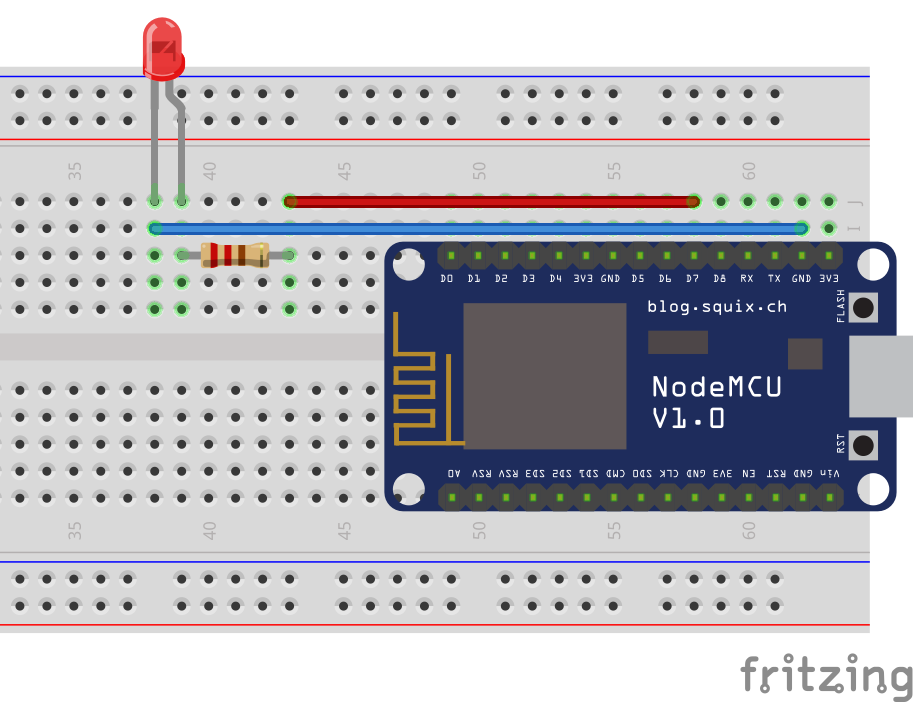 35 40 45 50 55 60
J
I
D0 D1 D2 D3 D4 3V3 GND D5 D6 D7 D8 RX TX GND 3V3
FLASH
blog.squix.ch
NodeMCU
V1.0
RST
A0 RSV RSV SD3 SD2 SD1 CMD SD0 CLK GND 3V3 EN RST GND Vin
35 40 45 50 55 60
fritzing